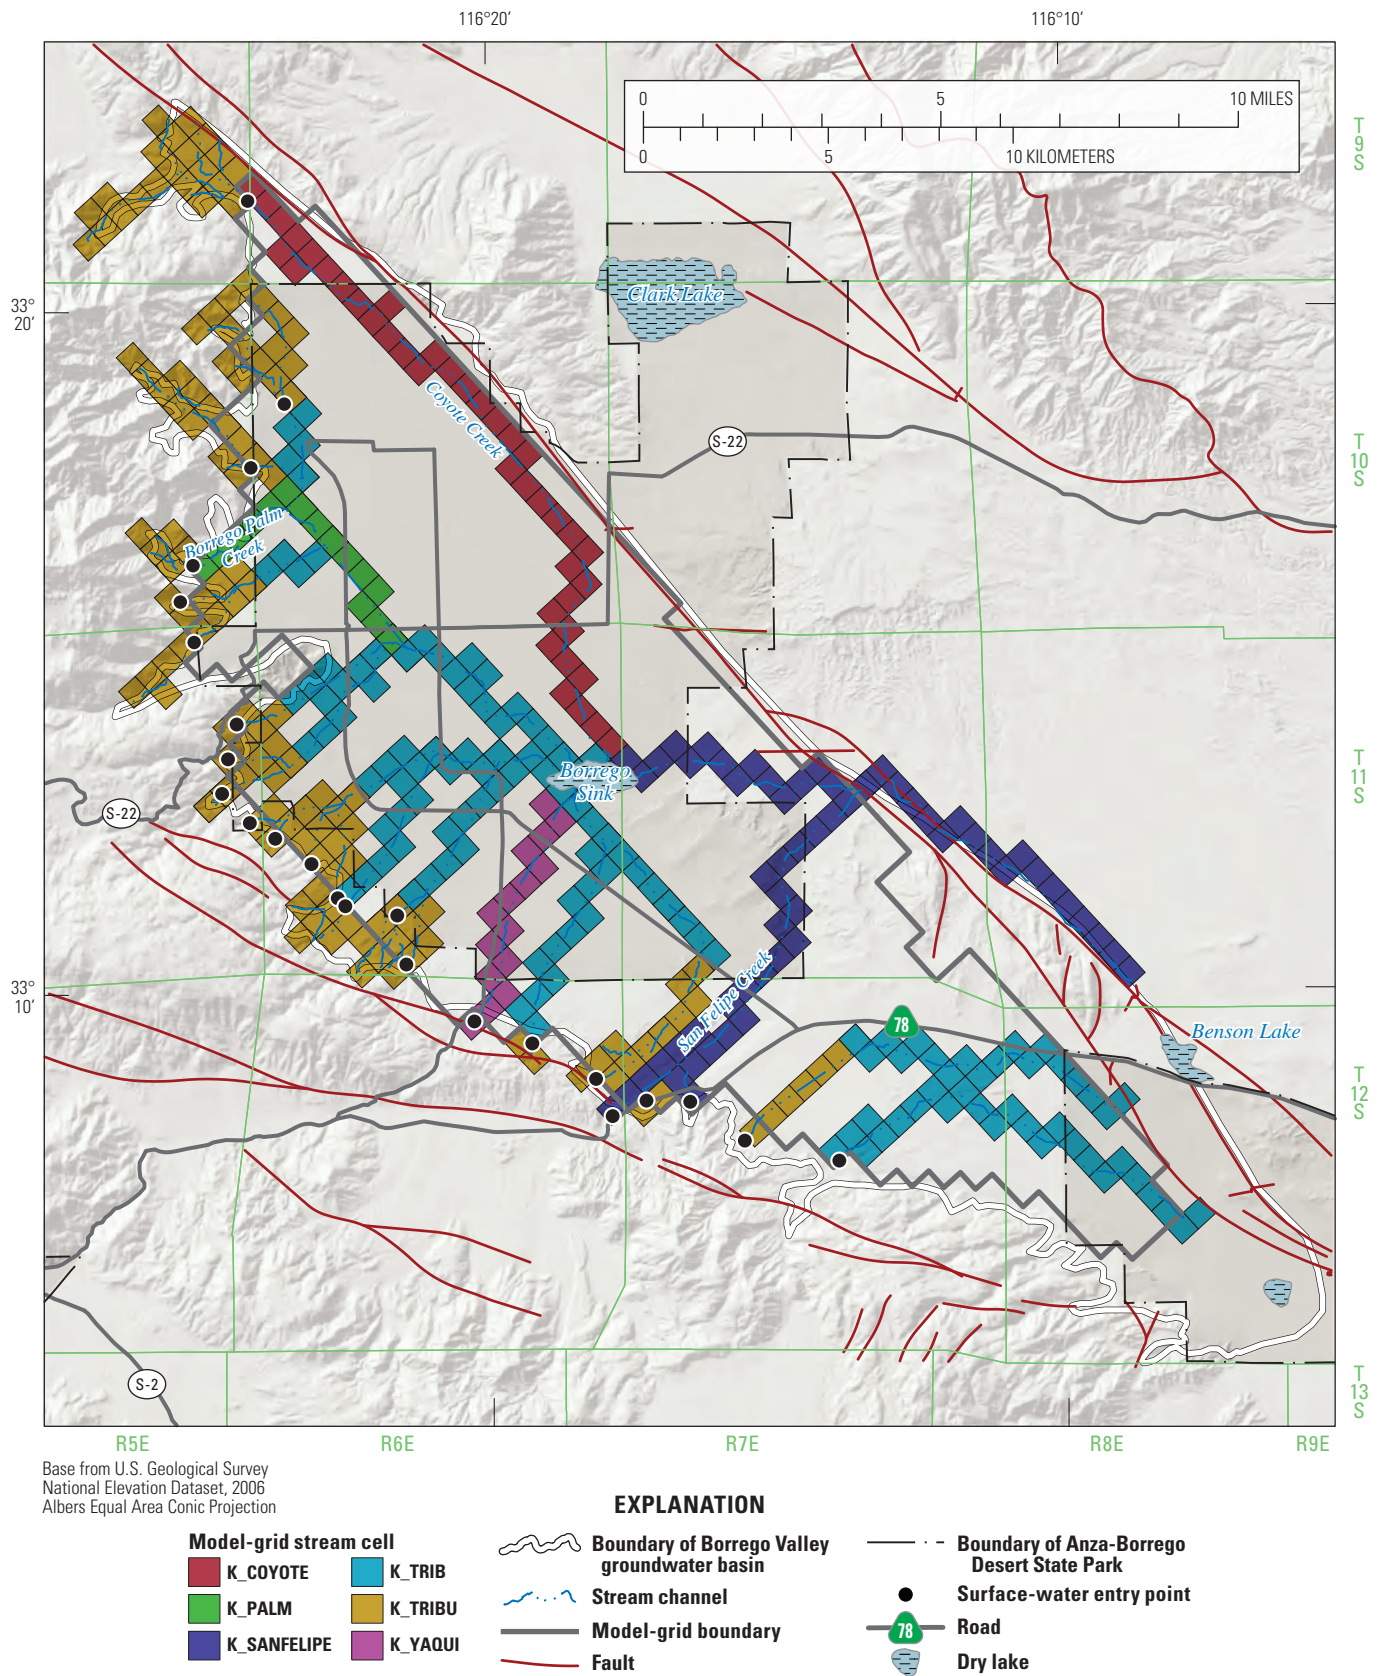 116°20′
116°10′
0
5
10 MILES
0
5
10 KILOMETERS
T
9
S
33°
20′
Clark Lake
Coyote Creek
S-22
T
10
S
Borrego Palm
Creek
Borrego
Sink
T
11
S
S-22
San Felipe Creek
33°
10′
78
Benson Lake
T
12
S
S-2
T
13
S
R5E
R6E
R7E
R8E
R9E
Base from U.S. Geological Survey
National Elevation Dataset, 2006
Albers Equal Area Conic Projection
EXPLANATION
Model-grid stream cell
K_COYOTE
K_TRIB
K_PALM
K_TRIBU
K_SANFELIPE
K_YAQUI
Boundary of Borrego Valley
groundwater basin
Stream channel
Model-grid boundary
Fault
Boundary of Anza-Borrego
Desert State Park
Surface-water entry point
78
Road
Dry lake